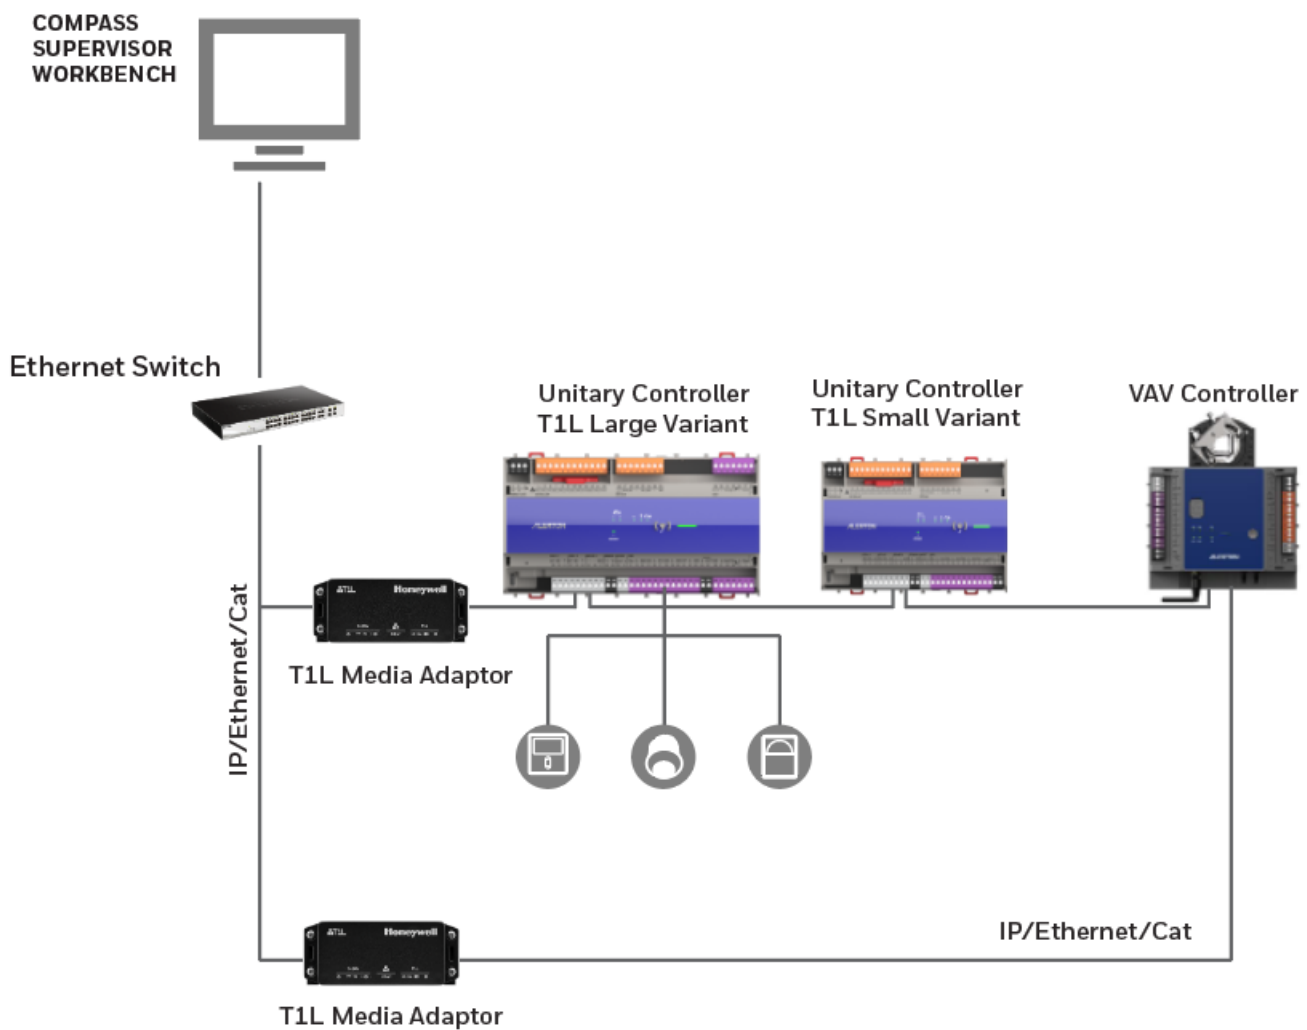 COMPASS
SUPERVISOR
WORKBENCH
Ethernet Switch
Unitary Controller
T1L Large Variant
Unitary Controller
T1L Small Variant
VAV Controller
Honeywell
T1L Media Adaptor
IP/Ethernet/Cat
IP/Ethernet/Cat
Honeywell
T1L Media Adaptor